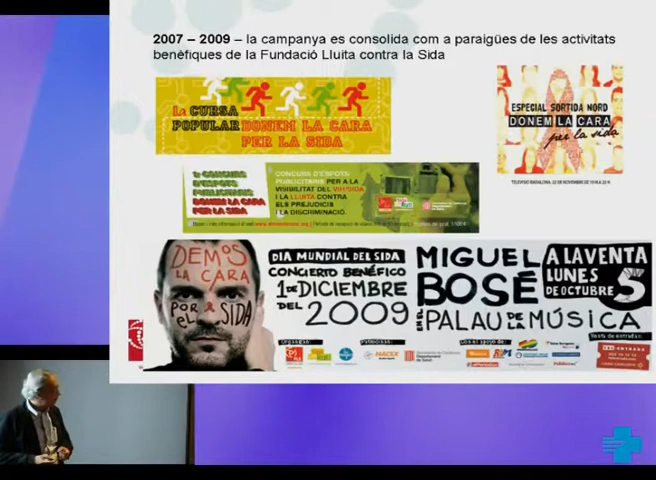 2007 – 2009 – la campanya es consolida com a paraigües de les activitats
benèfiques de la Fundació Lluita contra la Sida
La CURSA
POPULAR DONEM LA CARA
PER LA SIDA
ESPECIAL SORTIDA NORD
DONEM LA CARA
per la sida
CONCURS D'ESPOTS
PUBLICITARIS PER A LA
VISIBILITAT DEL VIH/SIDA
I LA LLUITA CONTRA
ELS PREJUDICIS
I LA DISCRIMINACIÓ.
CONCURS
D'ESPOTS
PUBLICITARIS
DONEM LA CARA
PER LA SIDA
DEMOS
LA CARA
POR EL SIDA
DIA MUNDIAL DEL SIDA
CONCIERTO BENÉFICO
1 DE DICIEMBRE
DEL 2009
MIGUEL
BOSÉ
EN EL PALAU DE LA MÚSICA
A LA VENTA
LUNES 5
DE OCTUBRE